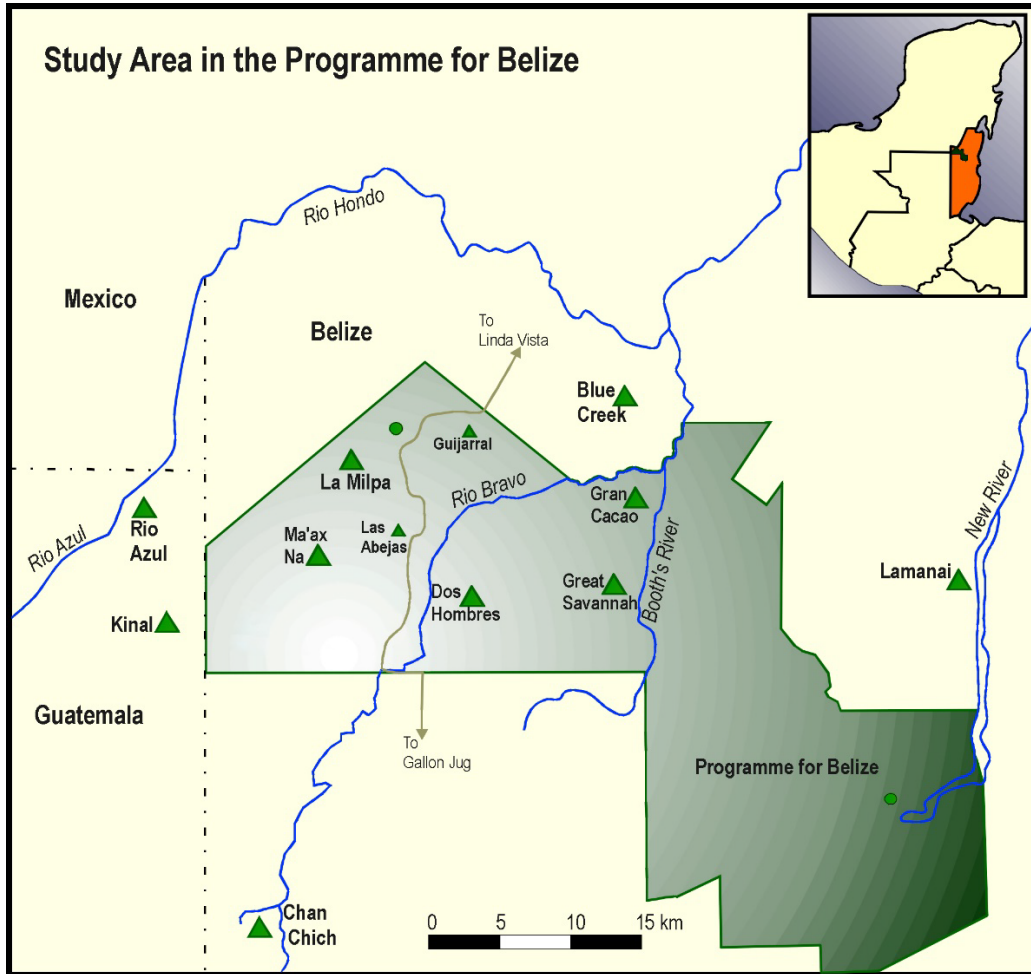 Study Area in the Programme for Belize
Rio Hondo
Mexico
Belize
To
Linda Vista
Blue
Creek
Guijarral
La Milpa
Rio Bravo
Gran
Cacao
New River
Rio Azul
Rio
Azul
Ma'ax
Na
Las
Abejas
Dos
Hombres
Great
Savannah
Booth's River
Lamanai
Kinal
Guatemala
To
Gallon Jug
Programme for Belize
Chan
Chich
0 5 10 15 km